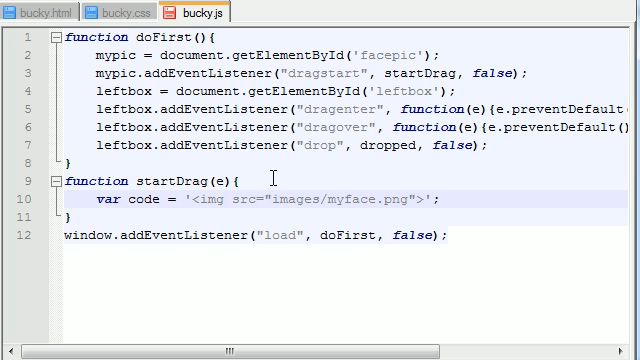 bucky.html bucky.css bucky.js
1 function doFirst(){
2 mypic = document.getElementById('facepic');
3 mypic.addEventListener("dragstart", startDrag, false);
4 leftbox = document.getElementById('leftbox');
5 leftbox.addEventListener("dragenter", function(e){e.preventDefault(
6 leftbox.addEventListener("dragover", function(e){e.preventDefault()
7 leftbox.addEventListener("drop", dropped, false);
8 }
9 function startDrag(e){
10 var code = '<img src="images/myface.png">';
11 }
12 window.addEventListener("load", doFirst, false);